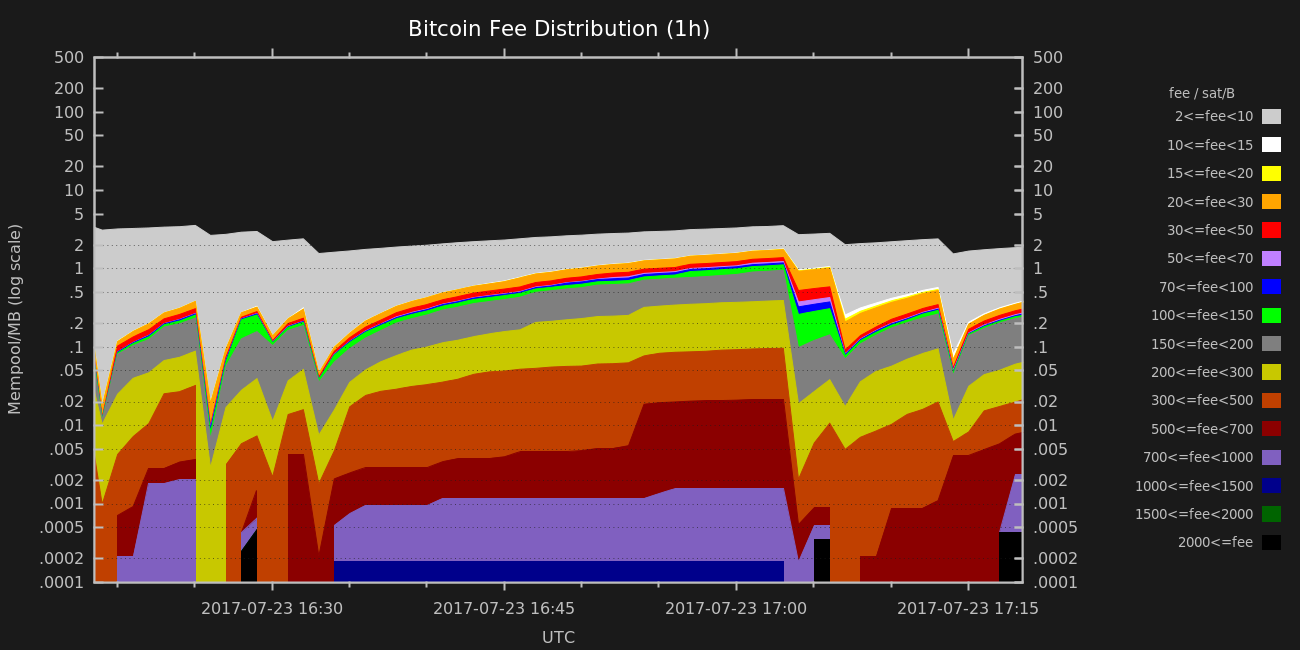 Bitcoin Fee Distribution (1h)
Mempool/MB (log scale)
500
200
100
50
20
10
5
2
1
.5
.2
.1
.05
.02
.01
.005
.002
.001
.0005
.0002
.0001
500
200
100
50
20
10
5
2
1
.5
.2
.1
.05
.02
.01
.005
.002
.001
.0005
.0002
.0001
2017-07-23 16:30 2017-07-23 16:45 2017-07-23 17:00 2017-07-23 17:15
UTC
fee / sat/B
2<=fee<10
10<=fee<15
15<=fee<20
20<=fee<30
30<=fee<50
50<=fee<70
70<=fee<100
100<=fee<150
150<=fee<200
200<=fee<300
300<=fee<500
500<=fee<700
700<=fee<1000
1000<=fee<1500
1500<=fee<2000
2000<=fee